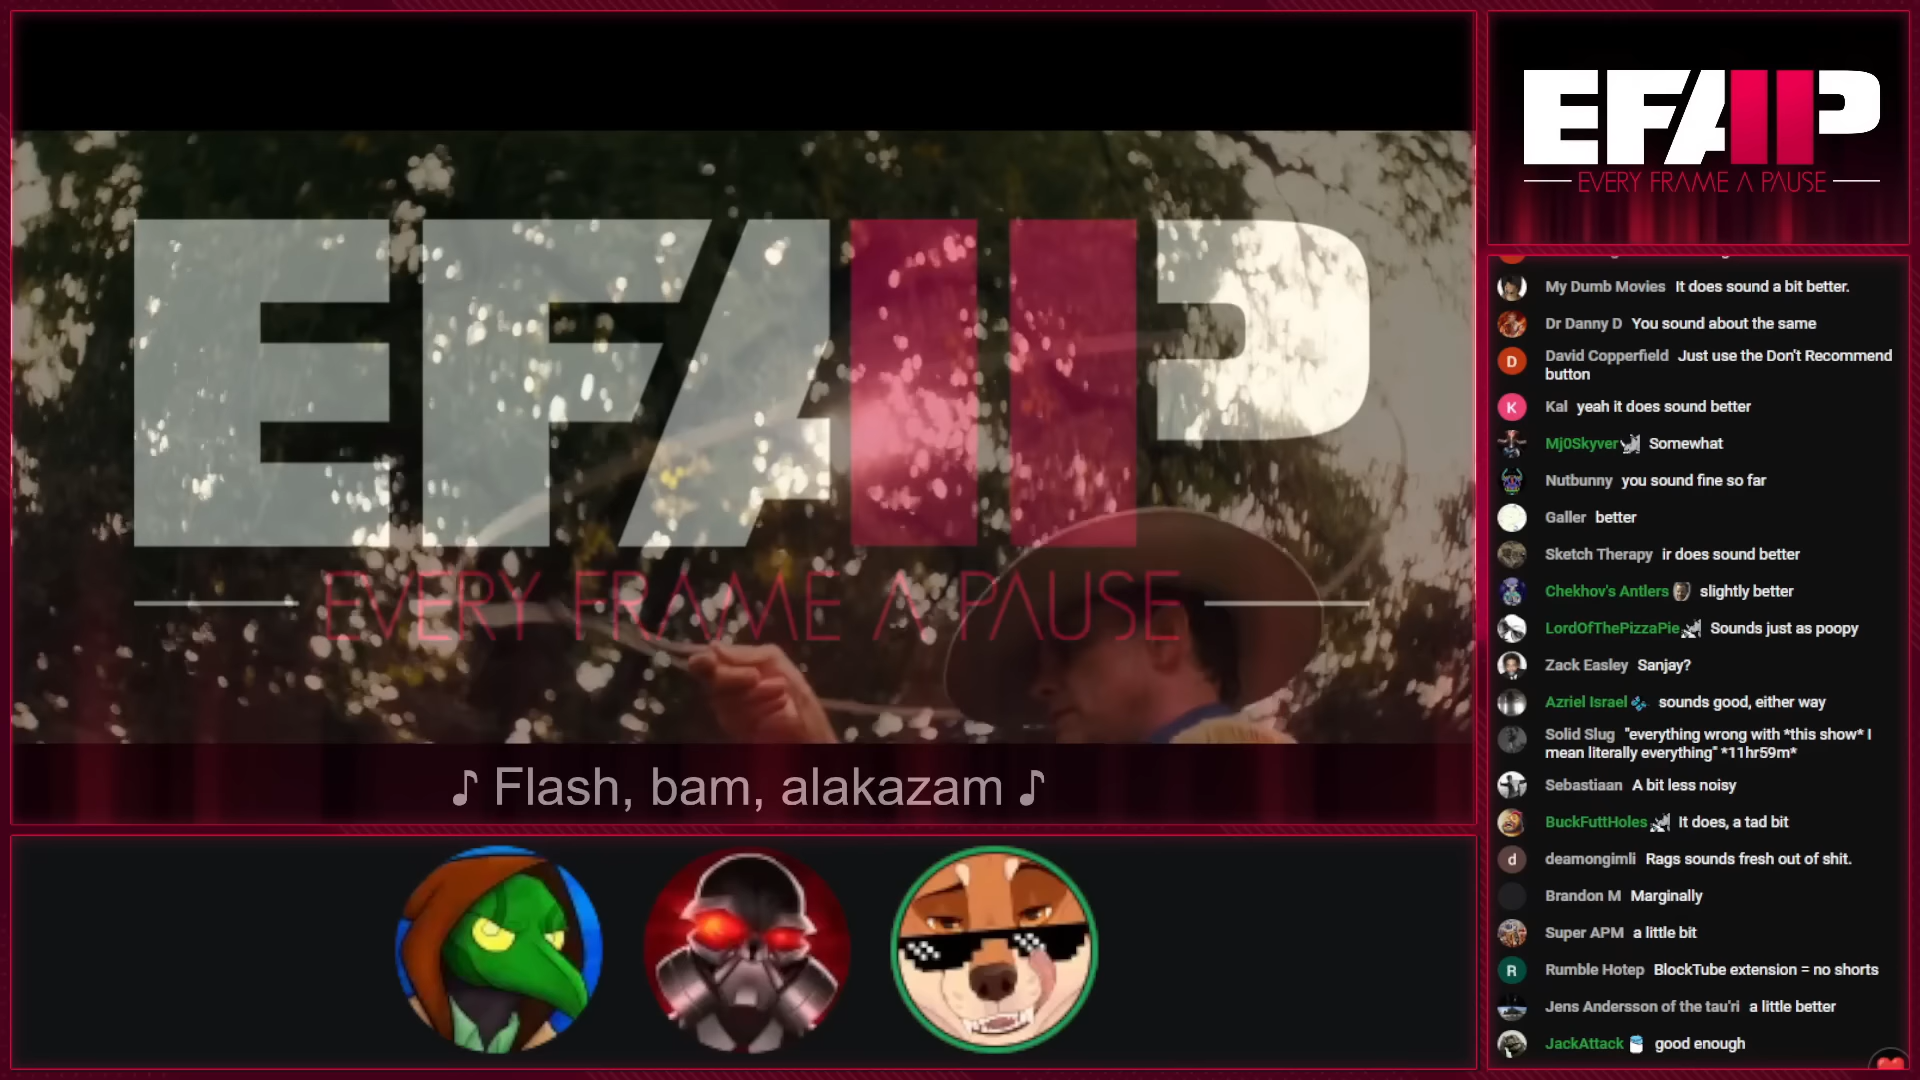 EFAP
EVERY FRAME A PAUSE
♪ Flash, bam, alakazam ♪
EFAP
EVERY FRAME A PAUSE
My Dumb Movies It does sound a bit better.
Dr Danny D You sound about the same
D
David Copperfield Just use the Don't Recommend
button
K
Kal yeah it does sound better
Mj0Skyver Somewhat
Nutbunny you sound fine so far
Galler better
Sketch Therapy ir does sound better
Chekhov's Antlers slightly better
LordOfThePizzaPie Sounds just as poopy
Zack Easley Sanjay?
Azriel Israel sounds good, either way
Solid Slug "everything wrong with *this show* I
mean literally everything" *11hr59m*
Sebastiaan A bit less noisy
BuckFuttHoles It does, a tad bit
d
deamongimli Rags sounds fresh out of shit.
Brandon M Marginally
Super APM a little bit
R
Rumble Hotep BlockTube extension = no shorts
Jens Andersson of the tau'ri a little better
JackAttack good enough